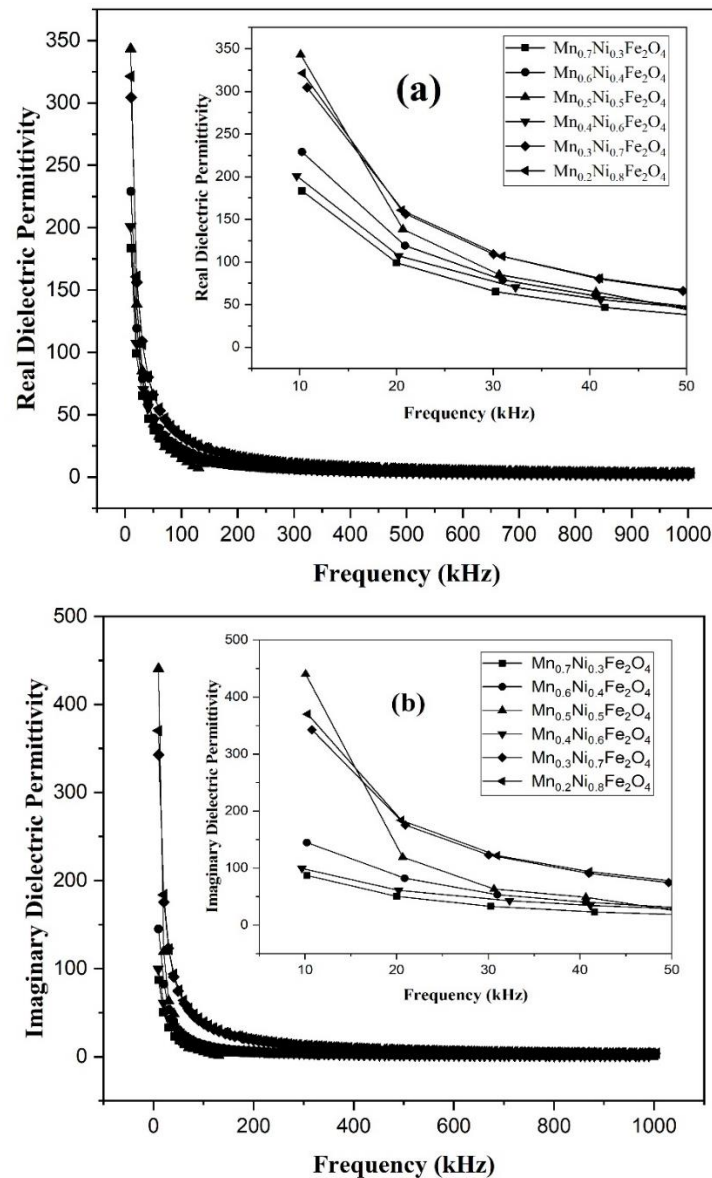 (a)
Real Dielectric Permittivity
350
300
250
200
150
100
50
0
0 100 200 300 400 500 600 700 800 900 1000
Frequency (kHz)
Real Dielectric Permittivity
350
300
250
200
150
100
50
0
10 20 30 40 50
Frequency (kHz)
Mn₀.₇Ni₀.₃Fe₂O₄
Mn₀.₆Ni₀.₄Fe₂O₄
Mn₀.₅Ni₀.₅Fe₂O₄
Mn₀.₄Ni₀.₆Fe₂O₄
Mn₀.₃Ni₀.₇Fe₂O₄
Mn₀.₂Ni₀.₈Fe₂O₄
(b)
Imaginary Dielectric Permittivity
500
400
300
200
100
0
0 200 400 600 800 1000
Frequency (kHz)
Imaginary Dielectric Permittivity
500
400
300
200
100
0
10 20 30 40 50
Frequency (kHz)
Mn₀.₇Ni₀.₃Fe₂O₄
Mn₀.₆Ni₀.₄Fe₂O₄
Mn₀.₅Ni₀.₅Fe₂O₄
Mn₀.₄Ni₀.₆Fe₂O₄
Mn₀.₃Ni₀.₇Fe₂O₄
Mn₀.₂Ni₀.₈Fe₂O₄